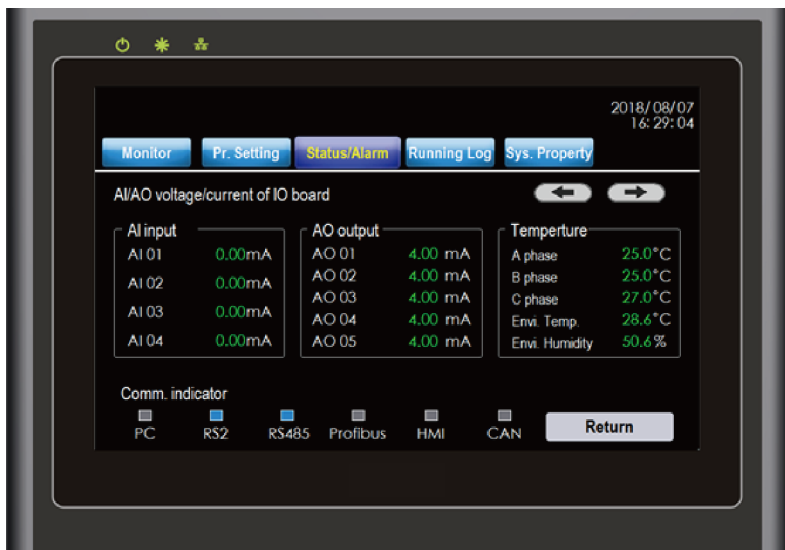 2018/08/07
16:29:04
Monitor Pr. Setting Status/Alarm Running Log Sys. Property
AI/AO voltage/current of IO board
AI input
AI 01 0.00mA
AI 02 0.00mA
AI 03 0.00mA
AI 04 0.00mA
AO output
AO 01 4.00 mA
AO 02 4.00 mA
AO 03 4.00 mA
AO 04 4.00 mA
AO 05 4.00 mA
Temperture
A phase 25.0°C
B phase 25.0°C
C phase 27.0°C
Envi. Temp. 28.6°C
Envi. Humidity 50.6%
Comm. indicator
PC RS2 RS485 Profibus HMI CAN
Return